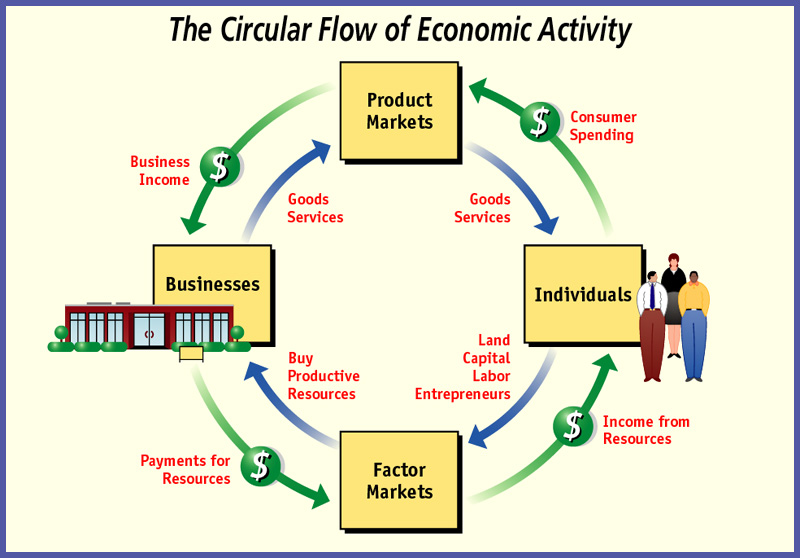 The Circular Flow of Economic Activity
Product
Markets
Consumer
Spending
$
$
Business
Income
Goods
Services
Goods
Services
Businesses
Individuals
Buy
Productive
Resources
Land
Capital
Labor
Entrepreneurs
Payments for
Resources
$
Factor
Markets
$
Income from
Resources